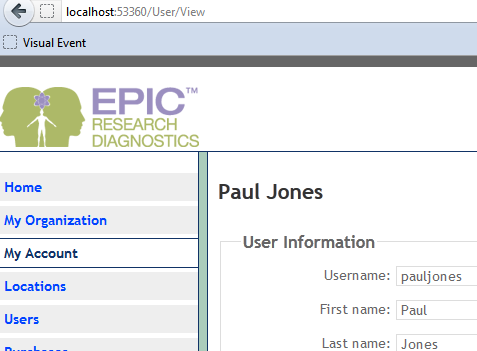 localhost:53360/User/View
Visual Event
EPIC™
RESEARCH
DIAGNOSTICS
Home
My Organization
My Account
Locations
Users
Purchases
Paul Jones
User Information
Username: pauljones
First name: Paul
Last name: Jones